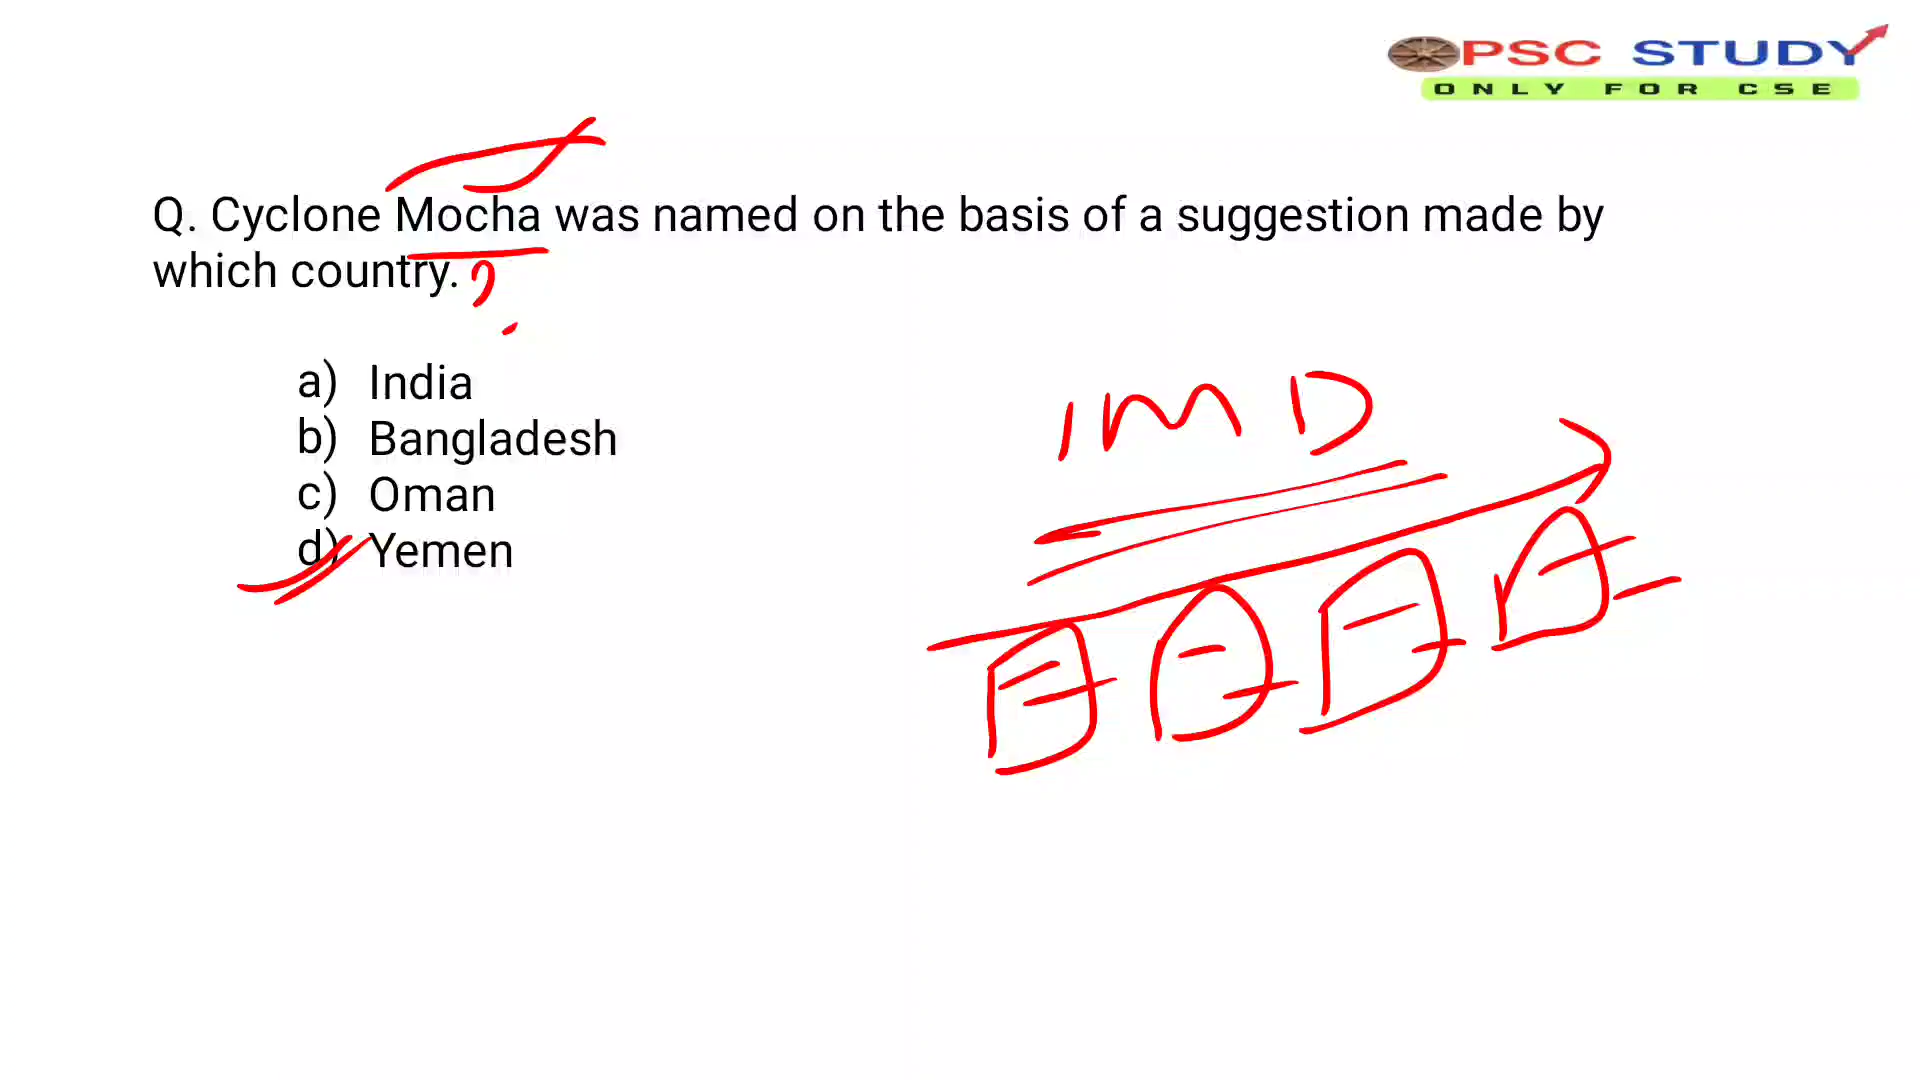 PSC STUDY
ONLY FOR CSE
Q. Cyclone Mocha was named on the basis of a suggestion made by
which country. ?
a) India
b) Bangladesh
c) Oman
d) Yemen
IMD